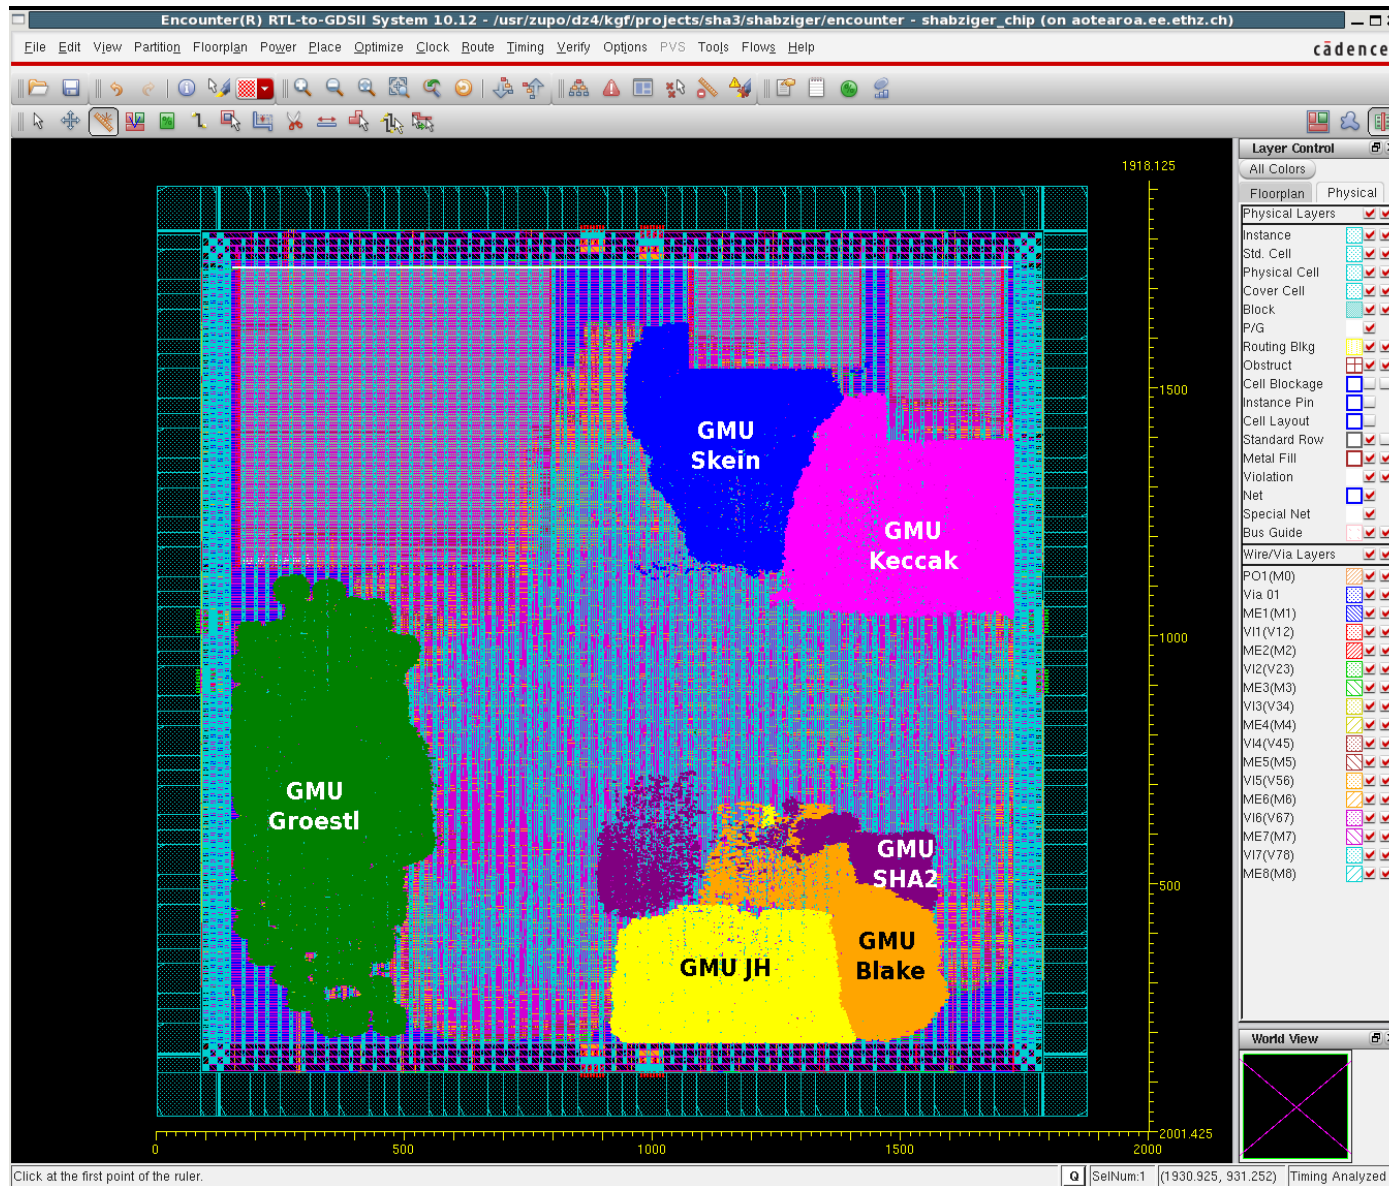 Encounter(R) RTL-to-GDSII System 10.12 - /usr/zupo/dz4/kgf/projects/sha3/shabziger/encounter - shabziger_chip (on aotearoa.ee.ethz.ch)
File Edit View Partition Floorplan Power Place Optimize Clock Route Timing Verify Options PVS Tools Flows Help
cādence
Layer Control
All Colors
Floorplan Physical
Physical Layers
Instance
Std. Cell
Physical Cell
Cover Cell
Block
P/G
Routing Blkg
Obstruct
Cell Blockage
Instance Pin
Cell Layout
Standard Row
Metal Fill
Violation
Net
Special Net
Bus Guide
Wire/Via Layers
PO1(M0)
Via 01
ME1(M1)
VI1(V12)
ME2(M2)
VI2(V23)
ME3(M3)
VI3(V34)
ME4(M4)
VI4(V45)
ME5(M5)
VI5(V56)
ME6(M6)
VI6(V67)
ME7(M7)
VI7(V78)
ME8(M8)
World View
1918.125
1500
1000
500
2001.425
0 500 1000 1500 2000
GMU
Skein
GMU
Keccak
GMU
Groestl
GMU
SHA2
GMU
Blake
GMU JH
Click at the first point of the ruler.
Q SelNum:1 (1930.925, 931.252) Timing Analyzed